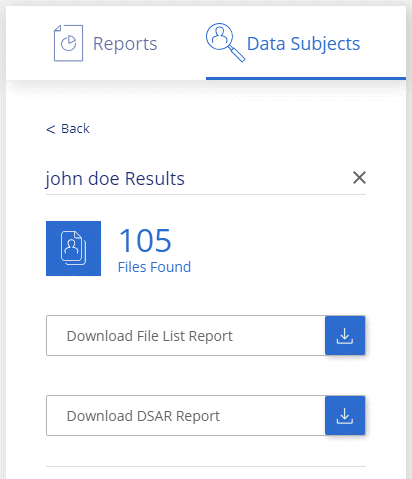 Reports
Data Subjects
< Back
john doe Results
105
Files Found
Download File List Report
Download DSAR Report